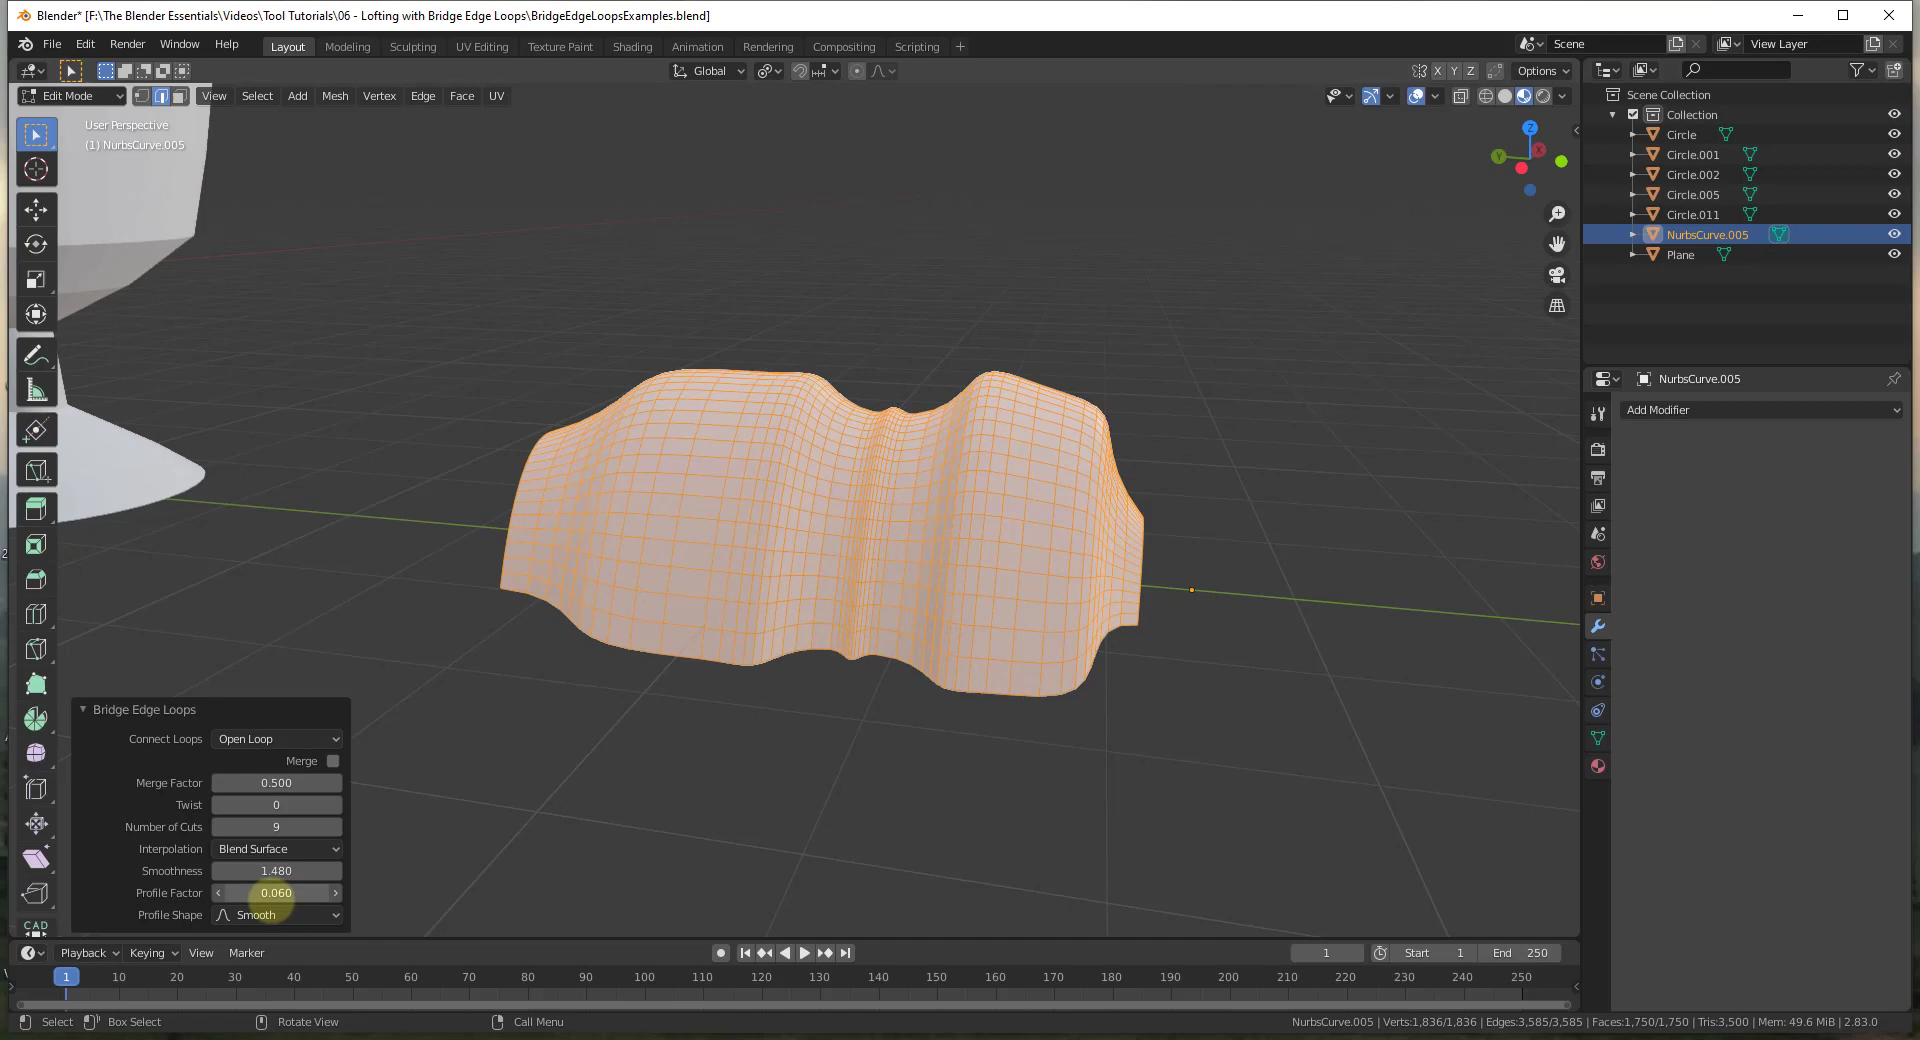 Blender* [F:\The Blender Essentials\Videos\Tool Tutorials\06 - Lofting with Bridge Edge Loops\BridgeEdgeLoopsExamples.blend]
File Edit Render Window Help Layout Modeling Sculpting UV Editing Texture Paint Shading Animation Rendering Compositing Scripting + Scene View Layer
Global X Y Z Options
Edit Mode View Select Add Mesh Vertex Edge Face UV
User Perspective
(1) NurbsCurve.005
Z
Y
X
Scene Collection
Collection
Circle
Circle.001
Circle.002
Circle.005
Circle.011
NurbsCurve.005
Plane
NurbsCurve.005
Add Modifier
Bridge Edge Loops
Connect Loops Open Loop
Merge
Merge Factor 0.500
Twist 0
Number of Cuts 9
Interpolation Blend Surface
Smoothness 1.480
Profile Factor 0.060
Profile Shape Smooth
CAD
Playback Keying View Marker 1 Start 1 End 250
1 10 20 30 40 50 60 70 80 90 100 110 120 130 140 150 160 170 180 190 200 210 220 230 240 250
Select Box Select Rotate View Call Menu NurbsCurve.005 | Verts:1,836/1,836 | Edges:3,585/3,585 | Faces:1,750/1,750 | Tris:3,500 | Mem: 49.6 MiB | 2.83.0